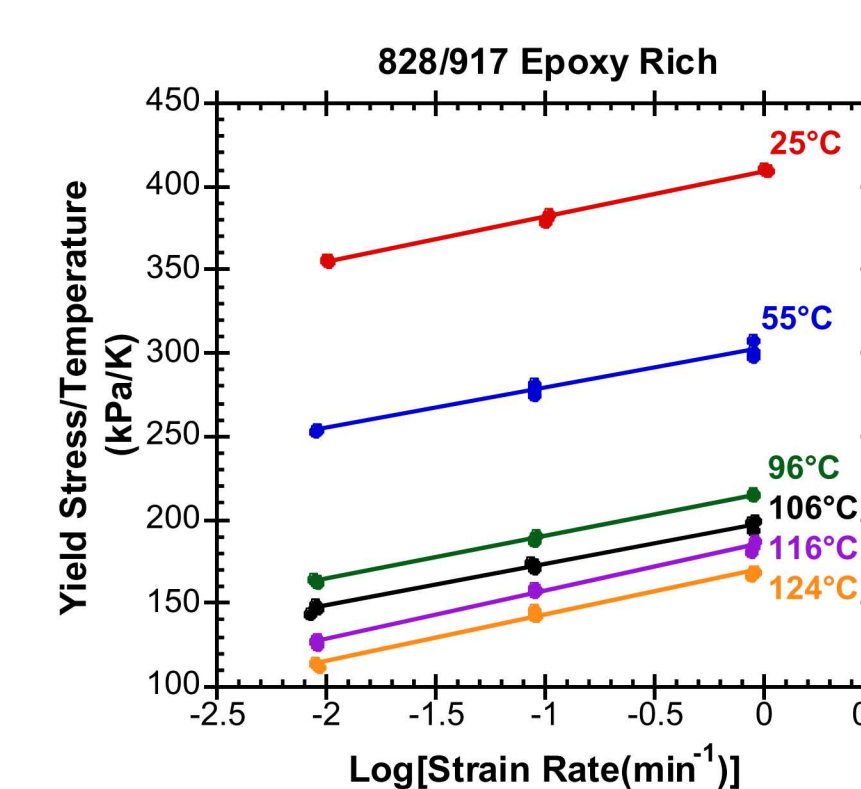 828/917 Epoxy Rich
450
400
350
300
250
200
150
100
Yield Stress/Temperature
(kPa/K)
25°C
55°C
96°C
106°C
116°C
124°C
-2.5 -2 -1.5 -1 -0.5 0
Log[Strain Rate(min-1)]